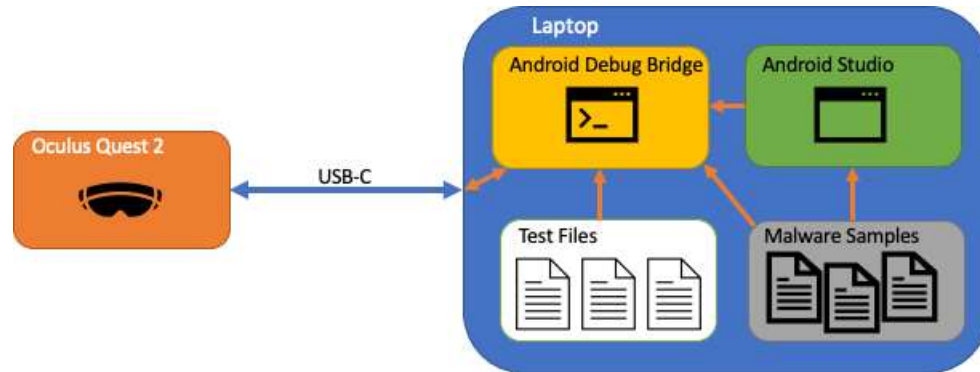 Laptop
Android Debug Bridge
Android Studio
>_
Oculus Quest 2
USB-C
Test Files
Malware Samples